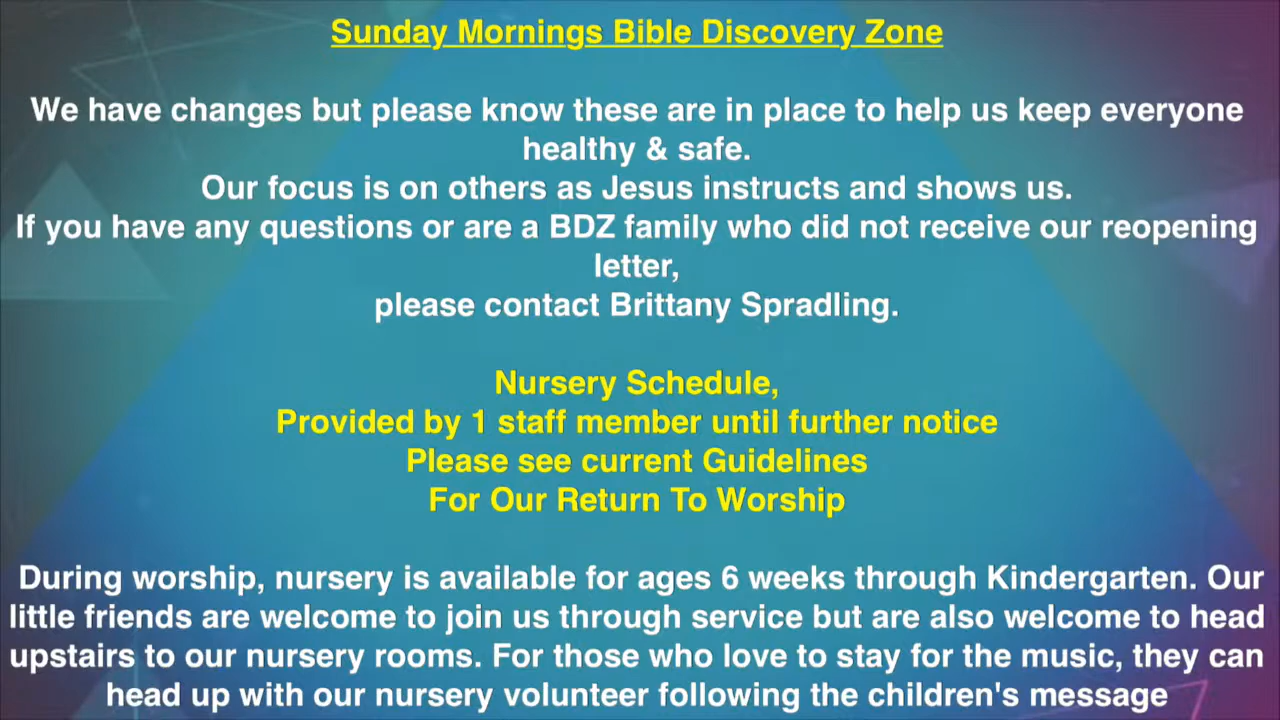 Sunday Mornings Bible Discovery Zone
We have changes but please know these are in place to help us keep everyone
healthy & safe.
Our focus is on others as Jesus instructs and shows us.
If you have any questions or are a BDZ family who did not receive our reopening
letter,
please contact Brittany Spradling.
Nursery Schedule,
Provided by 1 staff member until further notice
Please see current Guidelines
For Our Return To Worship
During worship, nursery is available for ages 6 weeks through Kindergarten. Our
little friends are welcome to join us through service but are also welcome to head
upstairs to our nursery rooms. For those who love to stay for the music, they can
head up with our nursery volunteer following the children's message